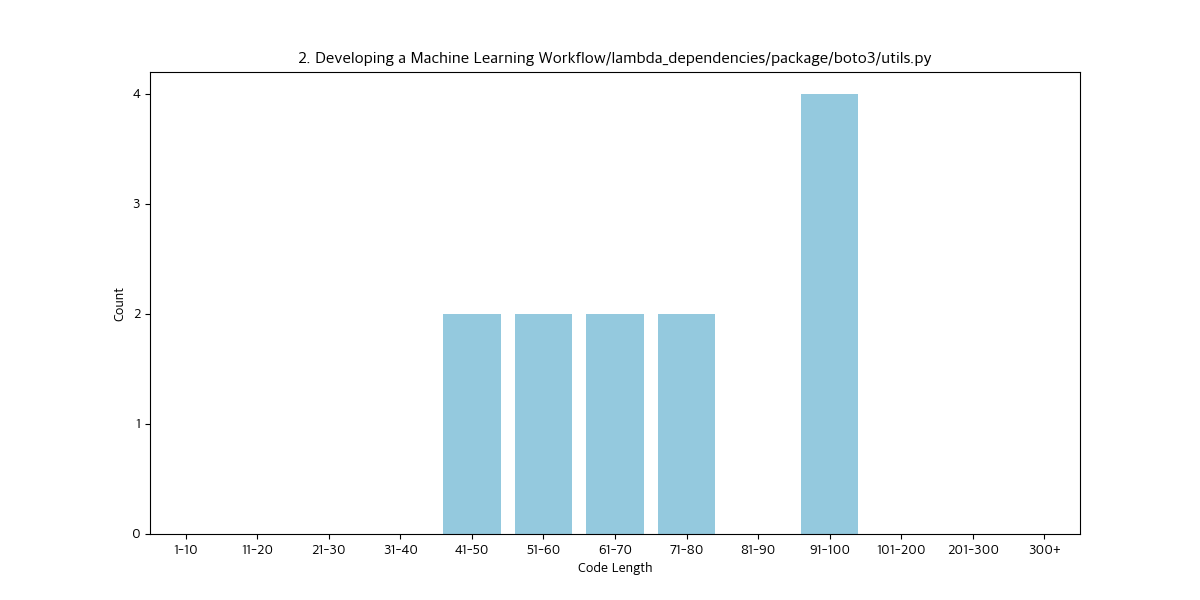 2. Developing a Machine Learning Workflow/lambda_dependencies/package/boto3/utils.py
4
3
2
1
0
Count
1-10 11-20 21-30 31-40 41-50 51-60 61-70 71-80 81-90 91-100 101-200 201-300 300+
Code Length